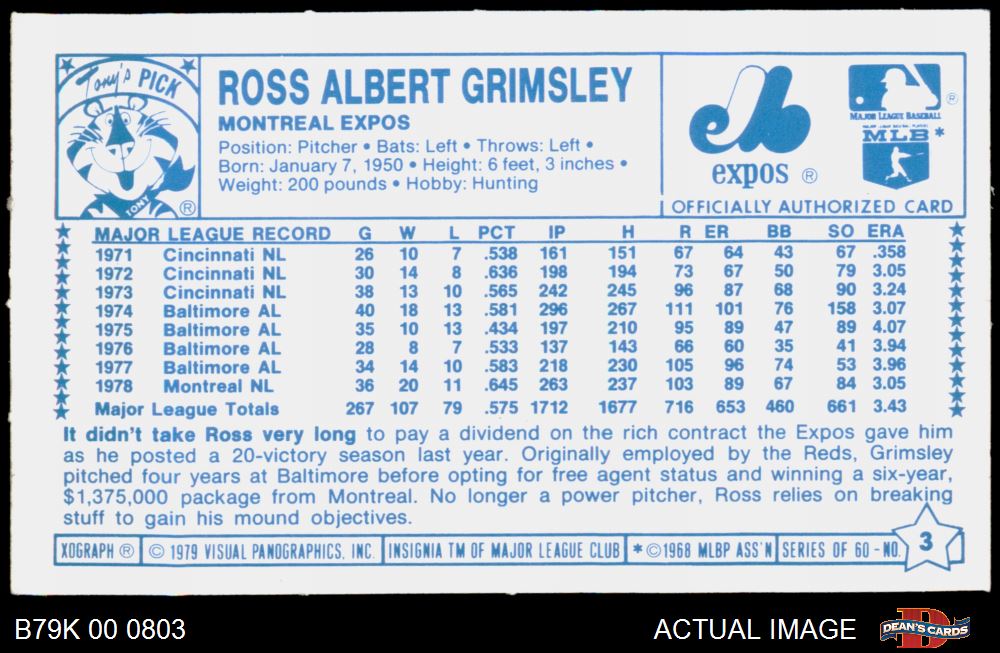 Tony's PICK
TONY ®
ROSS ALBERT GRIMSLEY
MONTREAL EXPOS
Position: Pitcher • Bats: Left • Throws: Left •
Born: January 7, 1950 • Height: 6 feet, 3 inches •
Weight: 200 pounds • Hobby: Hunting
expos ®
®
MAJOR LEAGUE BASEBALL
MLB *
OFFICIALLY AUTHORIZED CARD
MAJOR LEAGUE RECORD G W L PCT IP H R ER BB SO ERA
1971 Cincinnati NL 26 10 7 .538 161 151 67 64 43 67 .358
1972 Cincinnati NL 30 14 8 .636 198 194 73 67 50 79 3.05
1973 Cincinnati NL 38 13 10 .565 242 245 96 87 68 90 3.24
1974 Baltimore AL 40 18 13 .581 296 267 111 101 76 158 3.07
1975 Baltimore AL 35 10 13 .434 197 210 95 89 47 89 4.07
1976 Baltimore AL 28 8 7 .533 137 143 66 60 35 41 3.94
1977 Baltimore AL 34 14 10 .583 218 230 105 96 74 53 3.96
1978 Montreal NL 36 20 11 .645 263 237 103 89 67 84 3.05
Major League Totals 267 107 79 .575 1712 1677 716 653 460 661 3.43
It didn't take Ross very long to pay a dividend on the rich contract the Expos gave him
as he posted a 20-victory season last year. Originally employed by the Reds, Grimsley
pitched four years at Baltimore before opting for free agent status and winning a six-year,
$1,375,000 package from Montreal. No longer a power pitcher, Ross relies on breaking
stuff to gain his mound objectives.
XOGRAPH ® © 1979 VISUAL PANOGRAPHICS, INC. INSIGNIA TM OF MAJOR LEAGUE CLUB * ©1968 MLBP ASS'N SERIES OF 60 - NO. 3
B79K 00 0803 ACTUAL IMAGE D DEAN'S CARDS